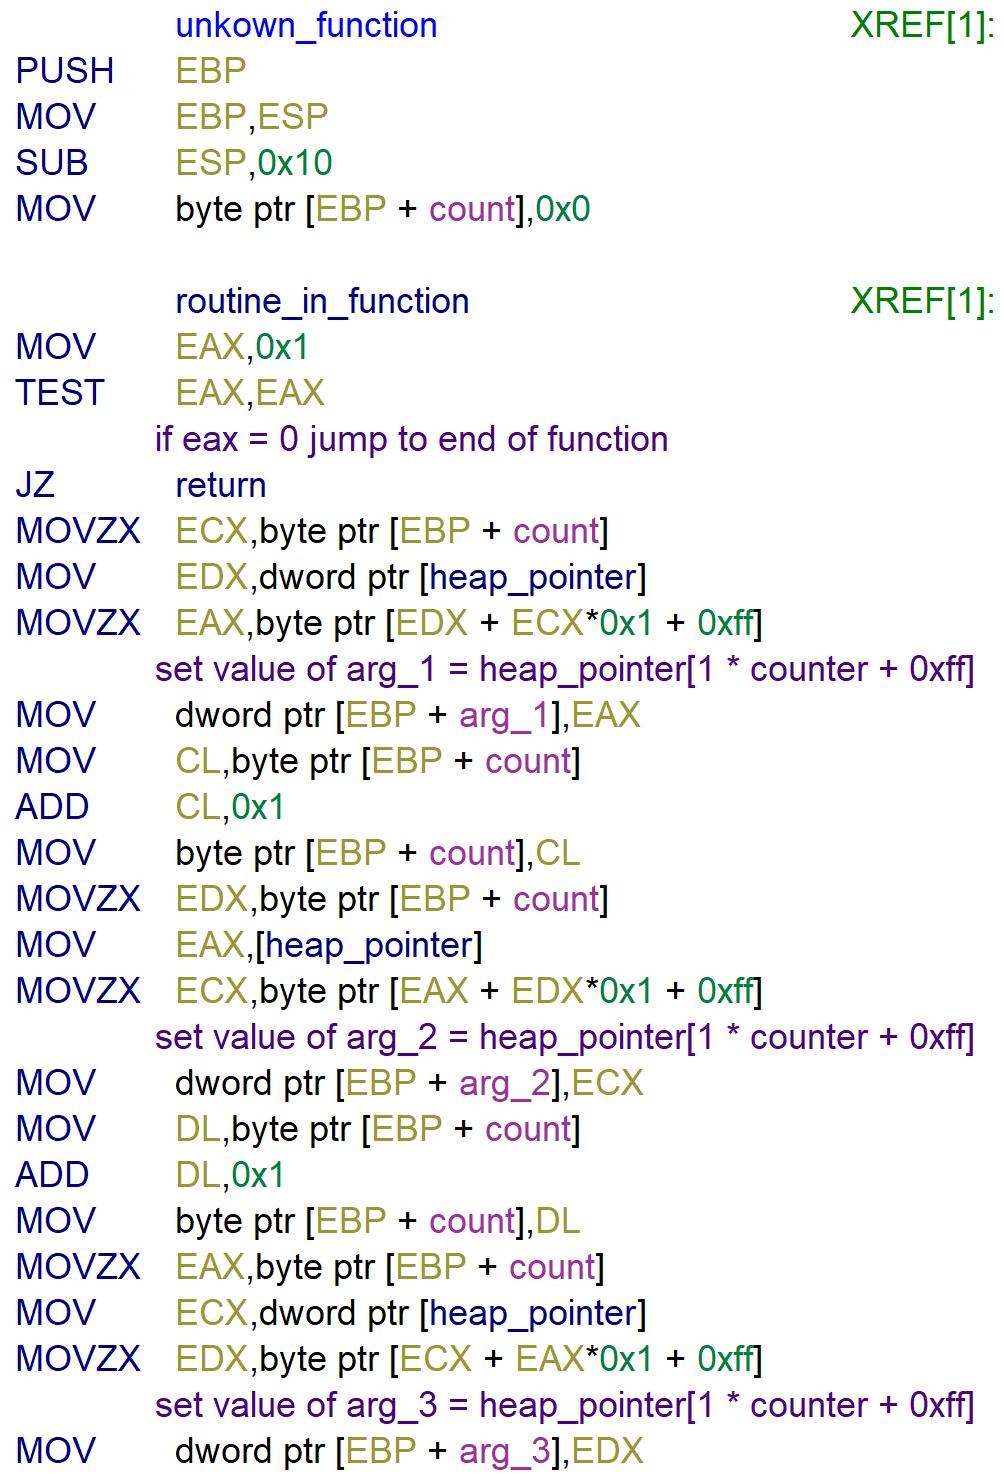 unkown_function XREF[1]:
PUSH EBP
MOV EBP,ESP
SUB ESP,0x10
MOV byte ptr [EBP + count],0x0
routine_in_function XREF[1]:
MOV EAX,0x1
TEST EAX,EAX
if eax = 0 jump to end of function
JZ return
MOVZX ECX,byte ptr [EBP + count]
MOV EDX,dword ptr [heap_pointer]
MOVZX EAX,byte ptr [EDX + ECX*0x1 + 0xff]
set value of arg_1 = heap_pointer[1 * counter + 0xff]
MOV dword ptr [EBP + arg_1],EAX
MOV CL,byte ptr [EBP + count]
ADD CL,0x1
MOV byte ptr [EBP + count],CL
MOVZX EDX,byte ptr [EBP + count]
MOV EAX,[heap_pointer]
MOVZX ECX,byte ptr [EAX + EDX*0x1 + 0xff]
set value of arg_2 = heap_pointer[1 * counter + 0xff]
MOV dword ptr [EBP + arg_2],ECX
MOV DL,byte ptr [EBP + count]
ADD DL,0x1
MOV byte ptr [EBP + count],DL
MOVZX EAX,byte ptr [EBP + count]
MOV ECX,dword ptr [heap_pointer]
MOVZX EDX,byte ptr [ECX + EAX*0x1 + 0xff]
set value of arg_3 = heap_pointer[1 * counter + 0xff]
MOV dword ptr [EBP + arg_3],EDX